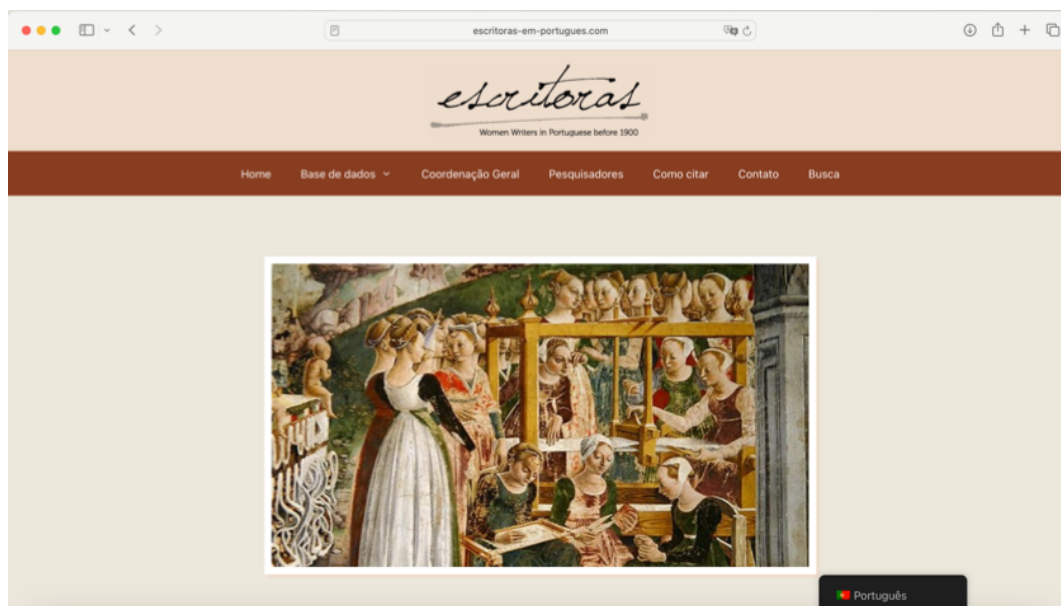 escritoras-em-portugues.com
escritoras
Women Writers in Portuguese before 1900
Home Base de dados Coordenação Geral Pesquisadores Como citar Contato Busca
Português